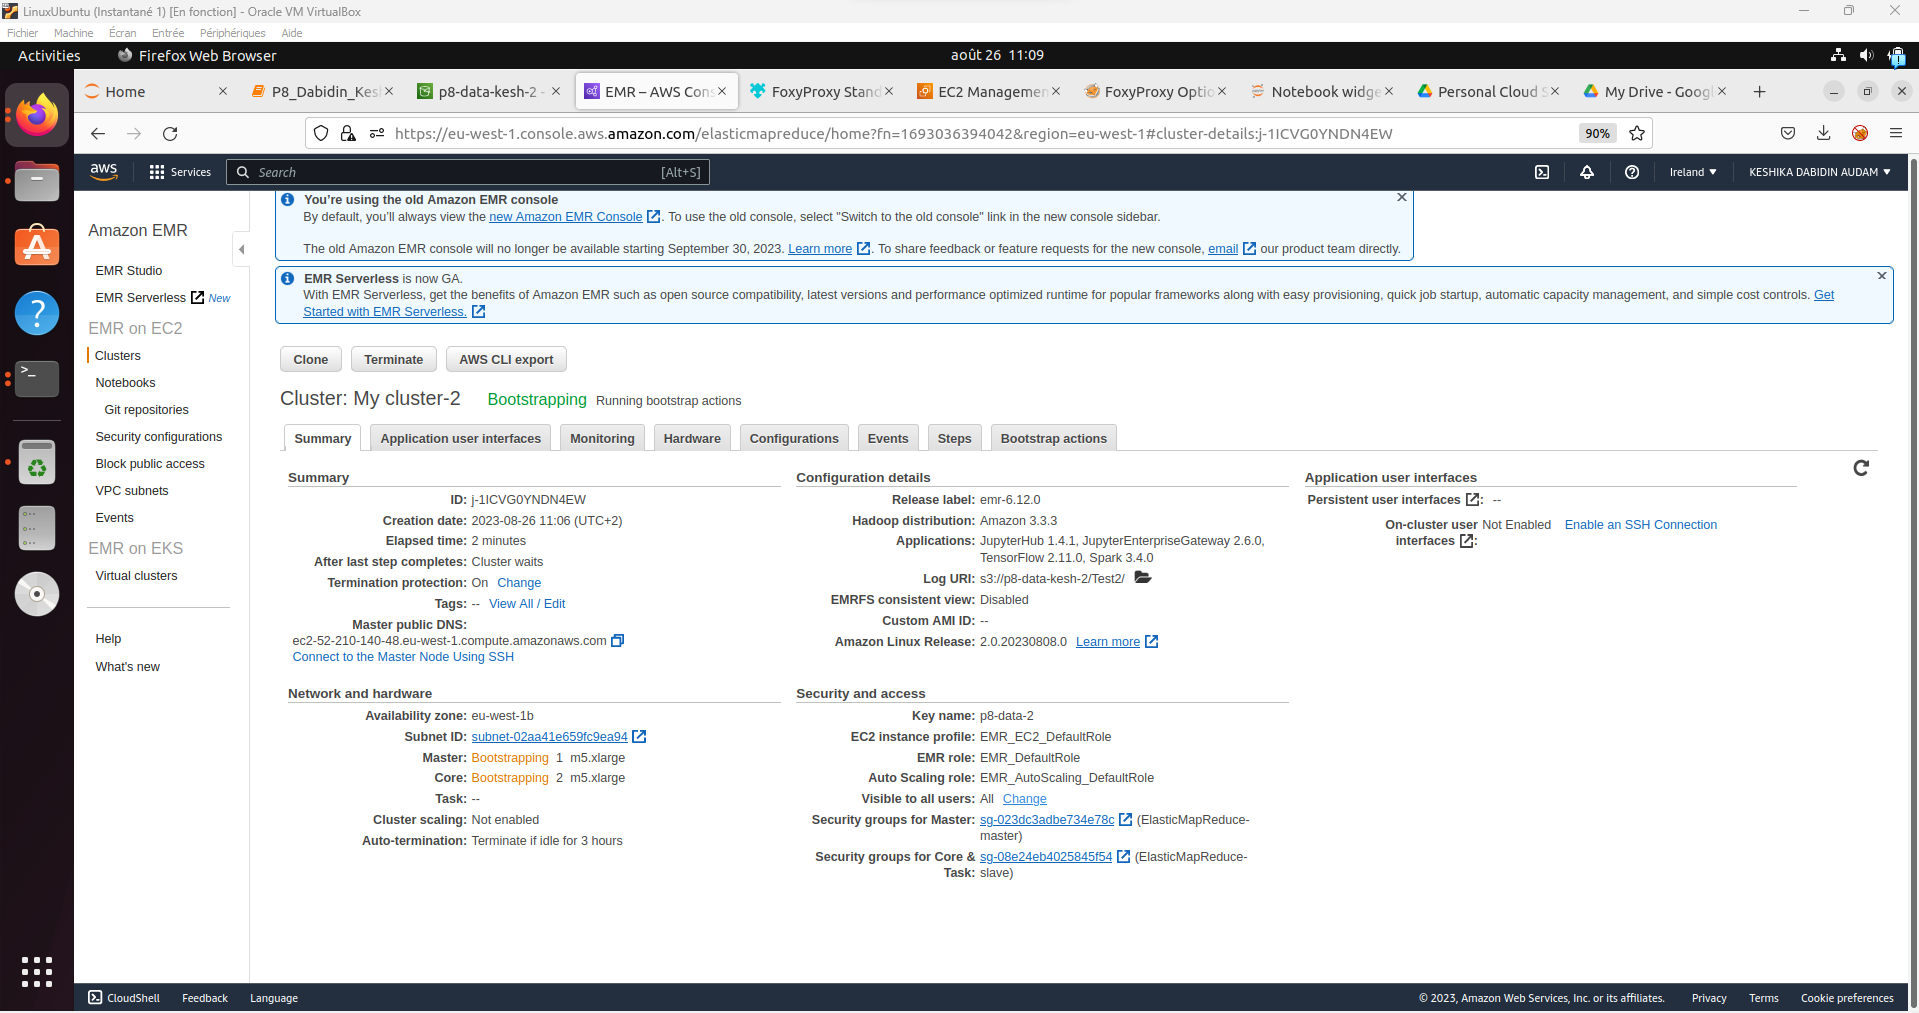 LinuxUbuntu (Instantané 1) [En fonction] - Oracle VM VirtualBox
Fichier Machine Écran Entrée Périphériques Aide
Activities Firefox Web Browser août 26 11:09
Home P8_Dabidin_Kesh p8-data-kesh-2 - EMR – AWS Cons FoxyProxy Stand EC2 Managemen FoxyProxy Optio Notebook widge Personal Cloud S My Drive - Googl
https://eu-west-1.console.aws.amazon.com/elasticmapreduce/home?fn=1693036394042&region=eu-west-1#cluster-details:j-1ICVG0YNDN4EW 90%
aws Services Search [Alt+S] Ireland KESHIKA DABIDIN AUDAM
You're using the old Amazon EMR console
By default, you'll always view the new Amazon EMR Console. To use the old console, select "Switch to the old console" link in the new console sidebar.
The old Amazon EMR console will no longer be available starting September 30, 2023. Learn more. To share feedback or feature requests for the new console, email our product team directly.
EMR Serverless is now GA.
With EMR Serverless, get the benefits of Amazon EMR such as open source compatibility, latest versions and performance optimized runtime for popular frameworks along with easy provisioning, quick job startup, automatic capacity management, and simple cost controls. Get
Started with EMR Serverless.
Amazon EMR
EMR Studio
EMR Serverless New
EMR on EC2
Clusters
Notebooks
Git repositories
Security configurations
Block public access
VPC subnets
Events
EMR on EKS
Virtual clusters
Help
What's new
Clone Terminate AWS CLI export
Cluster: My cluster-2 Bootstrapping Running bootstrap actions
Summary Application user interfaces Monitoring Hardware Configurations Events Steps Bootstrap actions
Summary
ID: j-1ICVG0YNDN4EW
Creation date: 2023-08-26 11:06 (UTC+2)
Elapsed time: 2 minutes
After last step completes: Cluster waits
Termination protection: On Change
Tags: -- View All / Edit
Master public DNS:
ec2-52-210-140-48.eu-west-1.compute.amazonaws.com
Connect to the Master Node Using SSH
Configuration details
Release label: emr-6.12.0
Hadoop distribution: Amazon 3.3.3
Applications: JupyterHub 1.4.1, JupyterEnterpriseGateway 2.6.0,
TensorFlow 2.11.0, Spark 3.4.0
Log URI: s3://p8-data-kesh-2/Test2/
EMRFS consistent view: Disabled
Custom AMI ID: --
Amazon Linux Release: 2.0.20230808.0 Learn more
Application user interfaces
Persistent user interfaces : --
On-cluster user Not Enabled Enable an SSH Connection
interfaces :
Network and hardware
Availability zone: eu-west-1b
Subnet ID: subnet-02aa41e659fc9ea94
Master: Bootstrapping 1 m5.xlarge
Core: Bootstrapping 2 m5.xlarge
Task: --
Cluster scaling: Not enabled
Auto-termination: Terminate if idle for 3 hours
Security and access
Key name: p8-data-2
EC2 instance profile: EMR_EC2_DefaultRole
EMR role: EMR_DefaultRole
Auto Scaling role: EMR_AutoScaling_DefaultRole
Visible to all users: All Change
Security groups for Master: sg-023dc3adbe734e78c (ElasticMapReduce-
master)
Security groups for Core & sg-08e24eb4025845f54 (ElasticMapReduce-
Task: slave)
CloudShell Feedback Language © 2023, Amazon Web Services, Inc. or its affiliates. Privacy Terms Cookie preferences